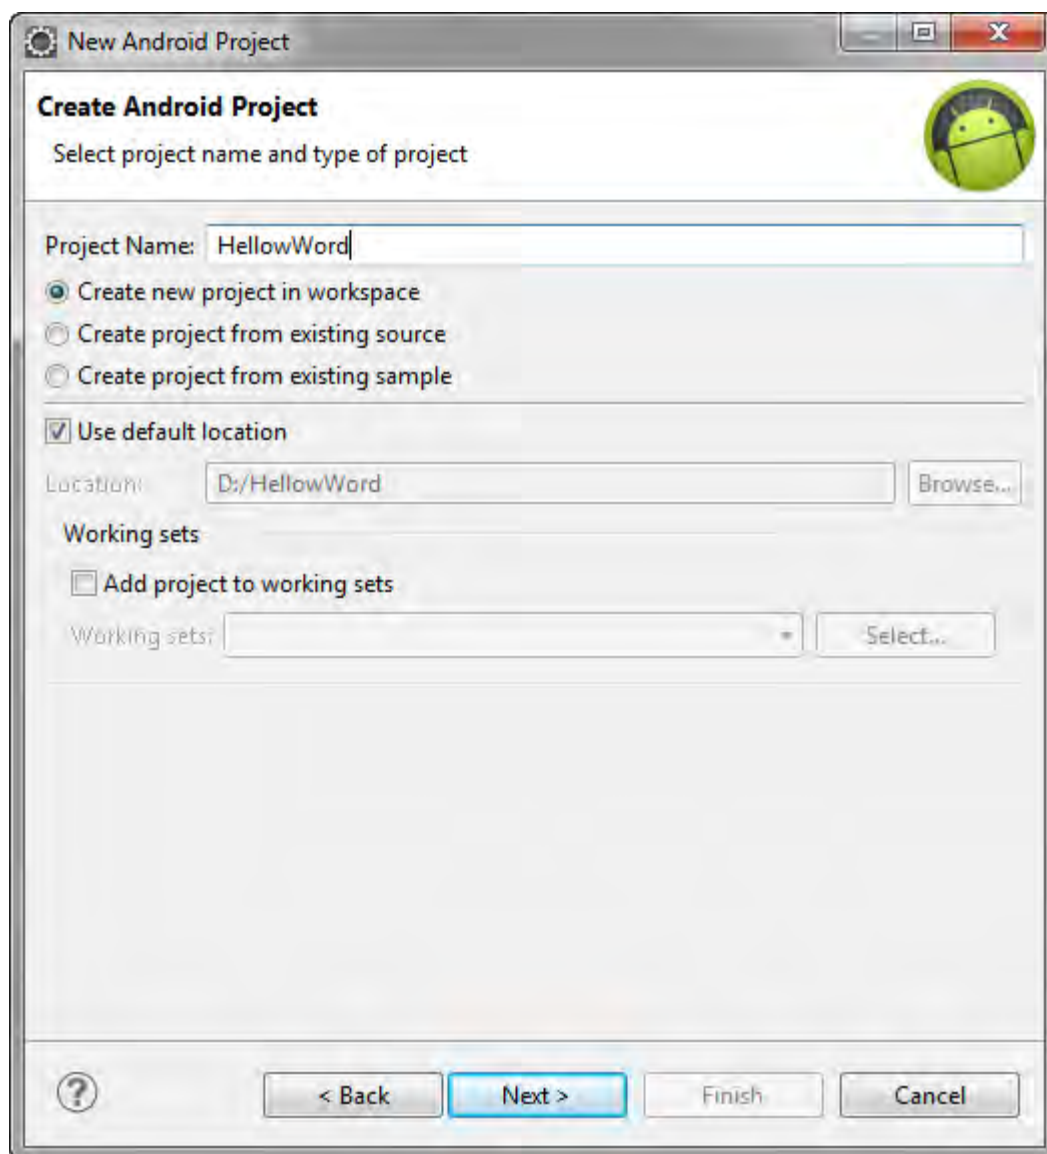 New Android Project
Create Android Project
Select project name and type of project
Project Name: HellowWord
Create new project in workspace
Create project from existing source
Create project from existing sample
Use default location
Location: D:/HellowWord Browse...
Working sets
Add project to working sets
Working sets: Select...
? < Back Next > Finish Cancel